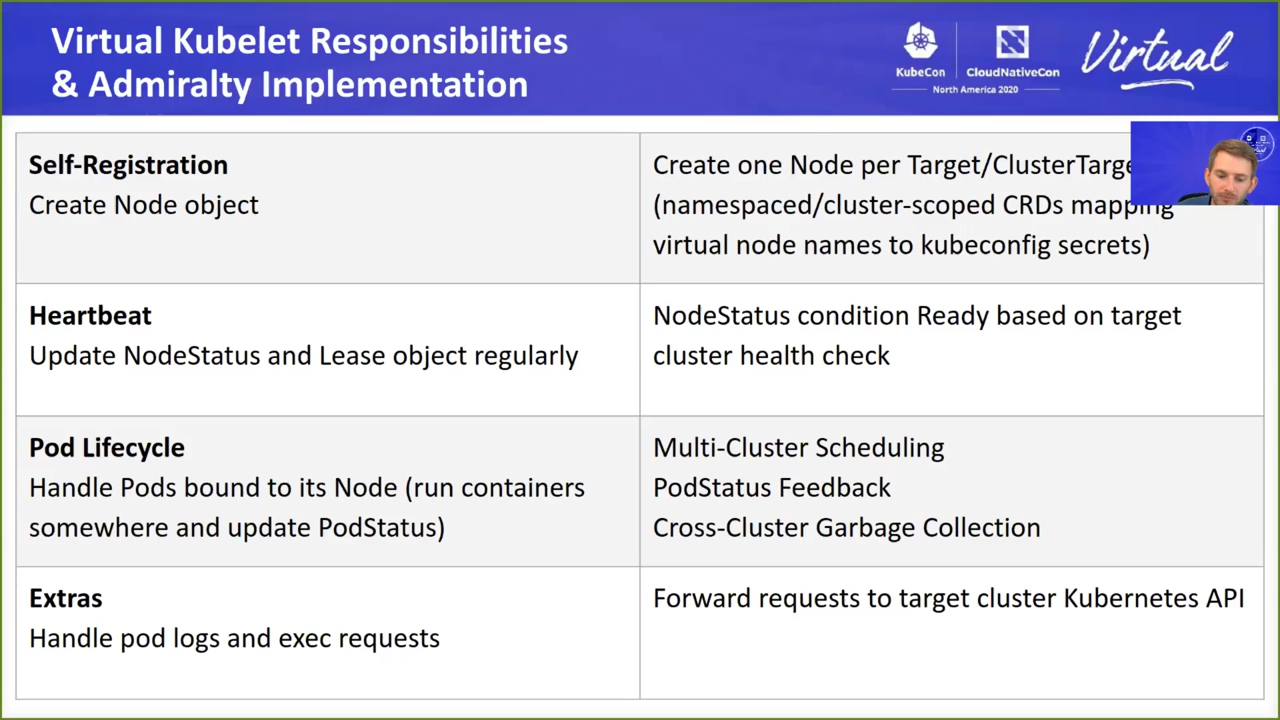 Virtual Kubelet Responsibilities
& Admiralty Implementation
KubeCon
CloudNativeCon
North America 2020
Virtual
Self-Registration
Create Node object
Create one Node per
(namespaced/cluster-scoped CRDs mapping
virtual node names to kubeconfig secrets)
Heartbeat
Update NodeStatus and Lease object regularly
NodeStatus condition Ready based on target
cluster health check
Pod Lifecycle
Handle Pods bound to its Node (run containers
somewhere and update PodStatus)
Multi-Cluster Scheduling
PodStatus Feedback
Cross-Cluster Garbage Collection
Extras
Handle pod logs and exec requests
Forward requests to target cluster Kubernetes API